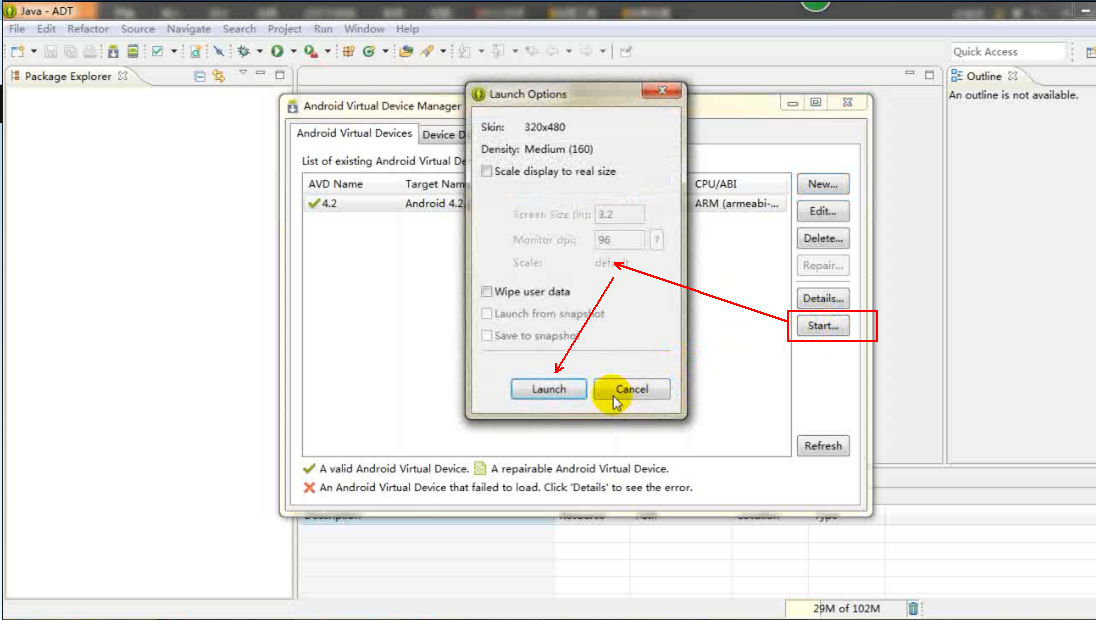 Java - ADT
File Edit Refactor Source Navigate Search Project Run Window Help
Quick Access
Package Explorer
Outline
An outline is not available.
Android Virtual Device Manager
Android Virtual Devices
Device D
List of existing Android Virtual De
AVD Name Target Nam CPU/ABI
4.2 Android 4.2. ARM (armeabi-...
New...
Edit...
Delete...
Repair...
Details...
Start...
Refresh
Launch Options
Skin: 320x480
Density: Medium (160)
Scale display to real size
Screen Size (in): 3.2
Monitor dpi: 96 ?
Scale: default
Wipe user data
Launch from snapshot
Save to snapshot
Launch Cancel
A valid Android Virtual Device. A repairable Android Virtual Device.
An Android Virtual Device that failed to load. Click 'Details' to see the error.
Description Resource Path Location Type
29M of 102M